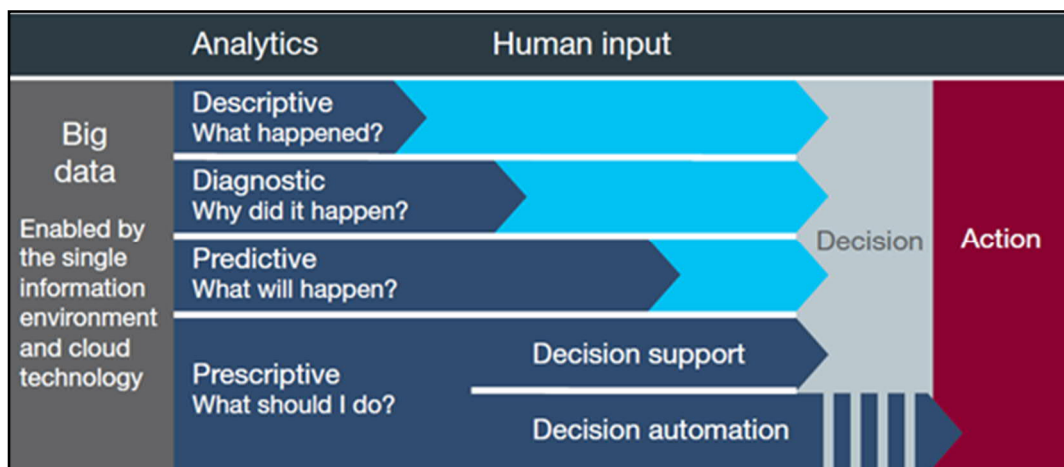 Analytics
Human input
Big
data
Enabled by
the single
information
environment
and cloud
technology
Descriptive
What happened?
Diagnostic
Why did it happen?
Predictive
What will happen?
Prescriptive
What should I do?
Decision support
Decision automation
Decision
Action